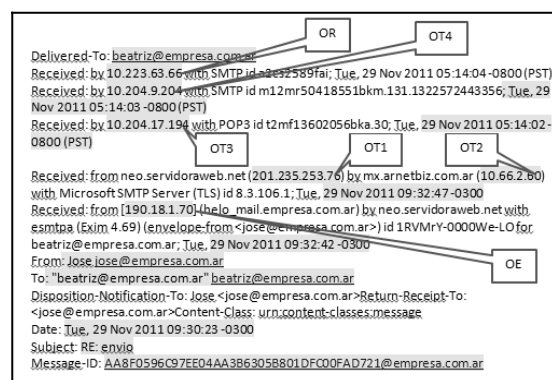 OR
OT4
Delivered-To: beatriz@empresa.com.ar
Received: by 10.223.63.66 with SMTP id a2cs2589fai; Tue, 29 Nov 2011 05:14:04 -0800 (PST)
Received: by 10.204.9.204 with SMTP id m12mr50418551bkm.131.1322572443356; Tue, 29
Nov 2011 05:14:03 -0800 (PST)
Received: by 10.204.17.194 with POP3 id t2mf13602056bka.30; Tue, 29 Nov 2011 05:14:02 -
0800 (PST)
OT3
OT1
OT2
Received: from neo.servidoraweb.net (201.235.253.76) by mx.arnetbiz.com.ar (10.66.2.60)
with Microsoft SMTP Server (TLS) id 8.3.106.1; Tue, 29 Nov 2011 09:32:47 -0300
Received: from [190.18.1.70] (helo_mail.empresa.com.ar) by neo.servidoraweb.net with
esmtpa (Exim 4.69) (envelope-from <jose@empresa.com.ar>) id 1RVMrY-0000We-LO for
beatriz@empresa.com.ar; Tue, 29 Nov 2011 09:32:42 -0300
OE
From: Jose jose@empresa.com.ar
To: "beatriz@empresa.com.ar" beatriz@empresa.com.ar
Disposition-Notification-To: Jose <jose@empresa.com.ar>Return-Receipt-To:
<jose@empresa.com.ar>Content-Class: urn:content-classes:message
Date: Tue, 29 Nov 2011 09:30:23 -0300
Subject: RE: envio
Message-ID: AA8F0596C97EE04AA3B6305B801DFC00FAD721@empresa.com.ar